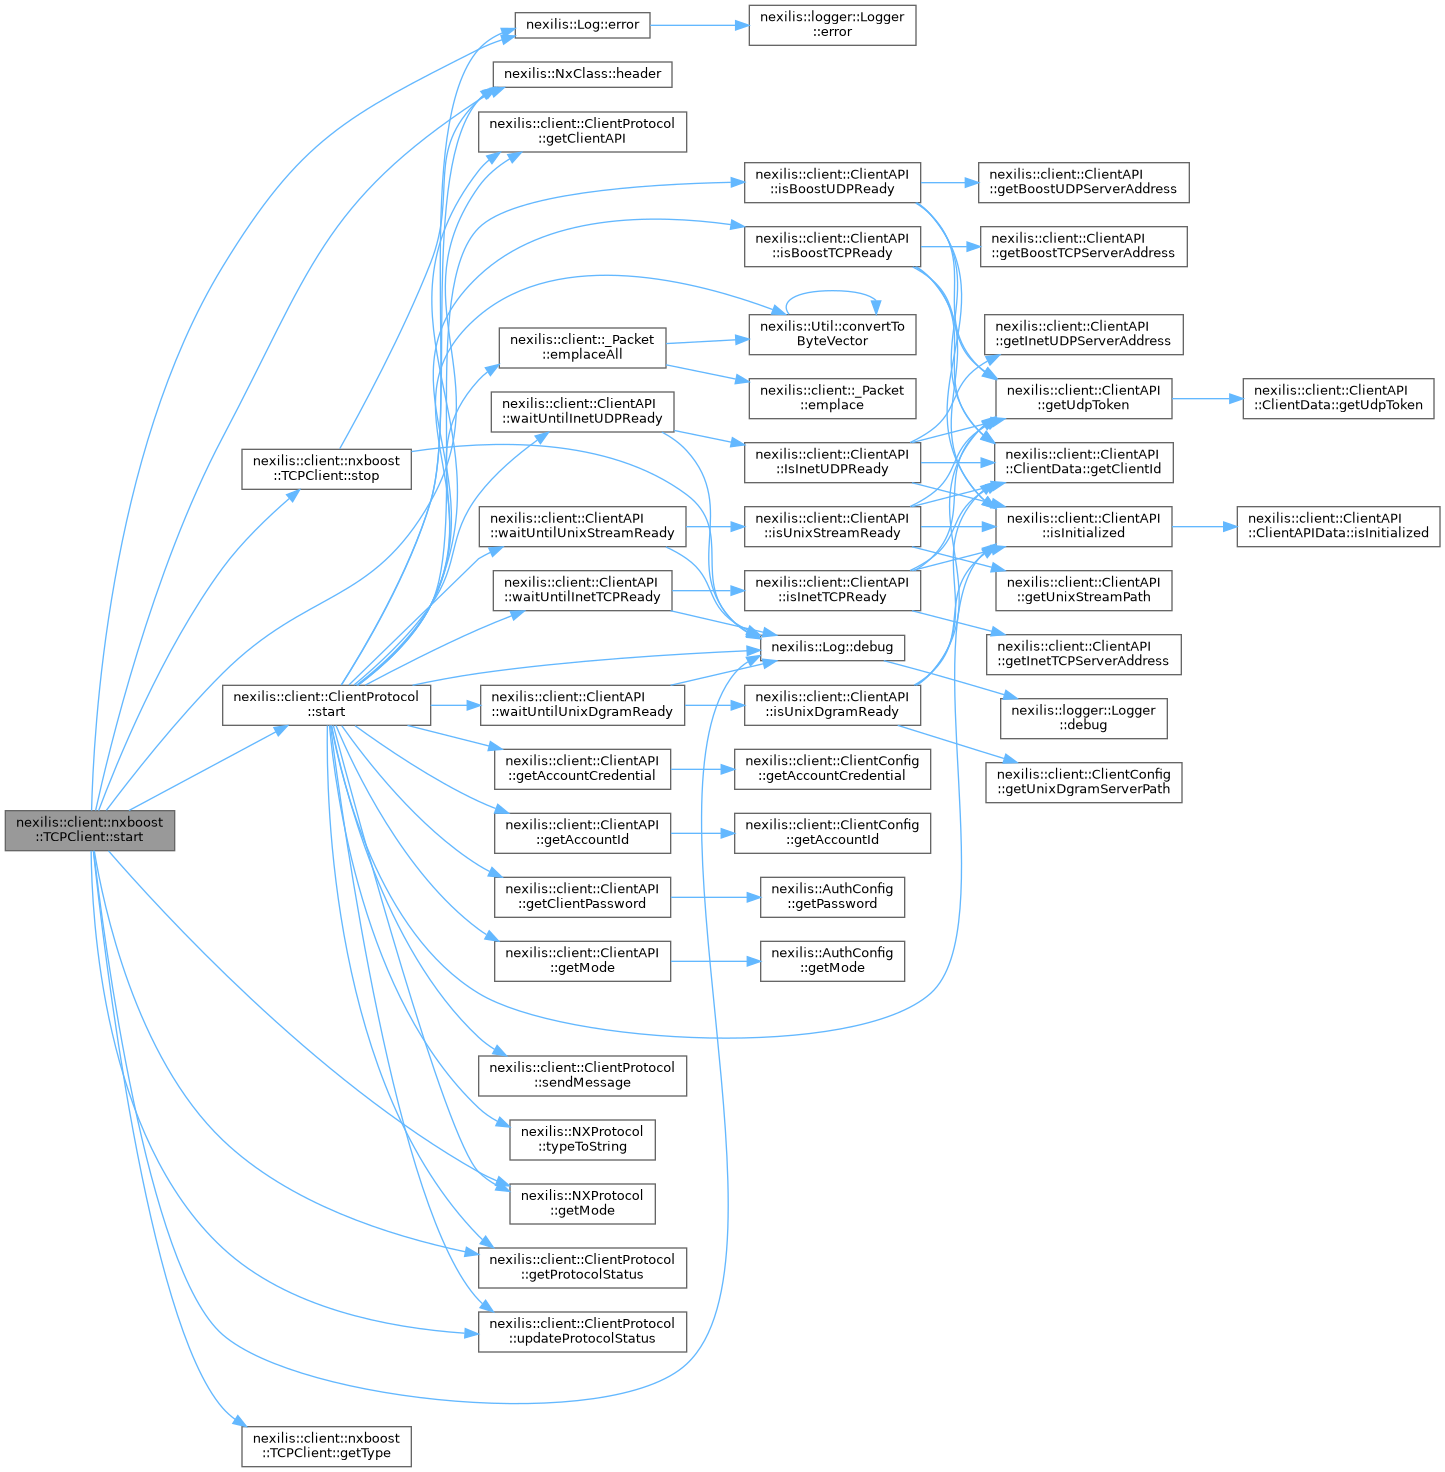 nexilis::Log::error
nexilis::logger::Logger
::error
nexilis::NxClass::header
nexilis::client::ClientProtocol
::getClientAPI
nexilis::client::ClientAPI
::isBoostUDPReady
nexilis::client::ClientAPI
::getBoostUDPServerAddress
nexilis::client::ClientAPI
::isBoostTCPReady
nexilis::client::ClientAPI
::getBoostTCPServerAddress
nexilis::Util::convertTo
ByteVector
nexilis::client::ClientAPI
::getInetUDPServerAddress
nexilis::client::_Packet
::emplaceAll
nexilis::client::_Packet
::emplace
nexilis::client::ClientAPI
::getUdpToken
nexilis::client::ClientAPI
::ClientData::getUdpToken
nexilis::client::ClientAPI
::waitUntilInetUDPReady
nexilis::client::nxboost
::TCPClient::stop
nexilis::client::ClientAPI
::IsInetUDPReady
nexilis::client::ClientAPI
::ClientData::getClientId
nexilis::client::ClientAPI
::waitUntilUnixStreamReady
nexilis::client::ClientAPI
::isUnixStreamReady
nexilis::client::ClientAPI
::isInitialized
nexilis::client::ClientAPI
::ClientAPIData::isInitialized
nexilis::client::ClientAPI
::waitUntilInetTCPReady
nexilis::client::ClientAPI
::isInetTCPReady
nexilis::client::ClientAPI
::getUnixStreamPath
nexilis::Log::debug
nexilis::client::ClientAPI
::getInetTCPServerAddress
nexilis::client::ClientProtocol
::start
nexilis::client::ClientAPI
::waitUntilUnixDgramReady
nexilis::client::ClientAPI
::isUnixDgramReady
nexilis::logger::Logger
::debug
nexilis::client::ClientAPI
::getAccountCredential
nexilis::client::ClientConfig
::getAccountCredential
nexilis::client::ClientConfig
::getUnixDgramServerPath
nexilis::client::nxboost
::TCPClient::start
nexilis::client::ClientAPI
::getAccountId
nexilis::client::ClientConfig
::getAccountId
nexilis::client::ClientAPI
::getClientPassword
nexilis::AuthConfig
::getPassword
nexilis::client::ClientAPI
::getMode
nexilis::AuthConfig
::getMode
nexilis::client::ClientProtocol
::sendMessage
nexilis::NXProtocol
::typeToString
nexilis::NXProtocol
::getMode
nexilis::client::ClientProtocol
::getProtocolStatus
nexilis::client::ClientProtocol
::updateProtocolStatus
nexilis::client::nxboost
::TCPClient::getType